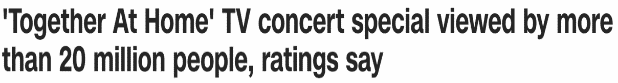 'Together At Home' TV concert special viewed by more
than 20 million people, ratings say